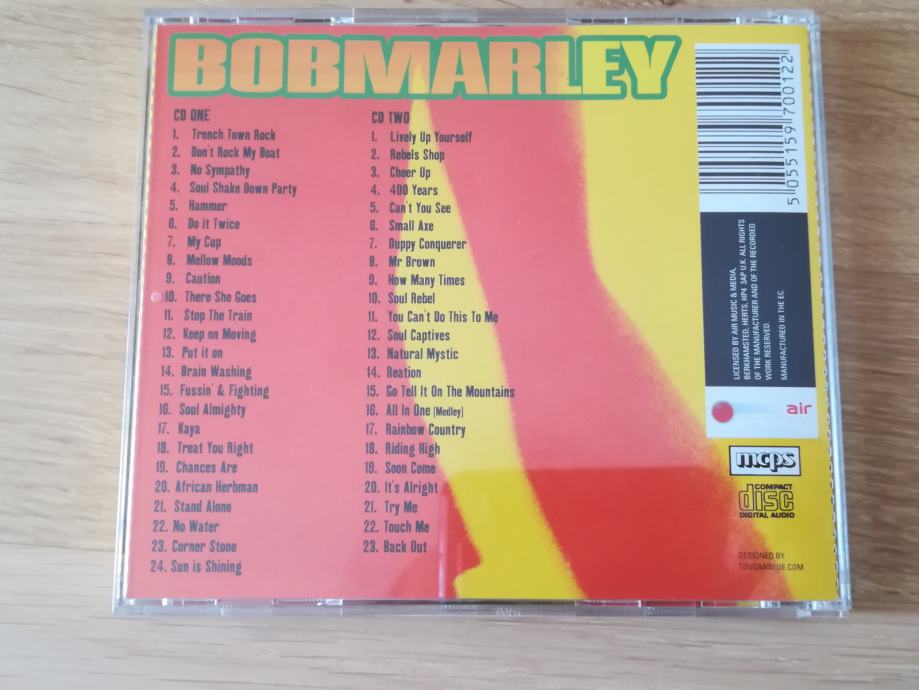 BOBMARLEY
CD ONE
1. Trench Town Rock
2. Don't Rock My Boat
3. No Sympathy
4. Soul Shake Down Party
5. Hammer
6. Do it Twice
7. My Cup
8. Mellow Moods
9. Caution
10. There She Goes
11. Stop The Train
12. Keep on Moving
13. Put it on
14. Brain Washing
15. Fussin' & Fighting
16. Soul Almighty
17. Kaya
18. Treat You Right
19. Chances Are
20. African Herbman
21. Stand Alone
22. No Water
23. Corner Stone
24. Sun is Shining
CD TWO
1. Lively Up Yourself
2. Rebels Shop
3. Cheer Up
4. 400 Years
5. Can't You See
6. Small Axe
7. Duppy Conquerer
8. Mr Brown
9. How Many Times
10. Soul Rebel
11. You Can't Do This To Me
12. Soul Captives
13. Natural Mystic
14. Reation
15. Go Tell It On The Mountains
16. All In One (Medley)
17. Rainbow Country
18. Riding High
19. Soon Come
20. It's Alright
21. Try Me
22. Touch Me
23. Back Out
5 055159 700122
LICENSED BY AIR MUSIC & MEDIA,
BERKHAMSTED, HERTS, HP4 3AP U.K. ALL RIGHTS
OF THE MANUFACTURER AND OF THE RECORDED
WORK RESERVED.
MANUFACTURED IN THE EC
air
mcps
COMPACT
disc
DIGITAL AUDIO
DESIGNED BY
TOUCANBLUE.COM